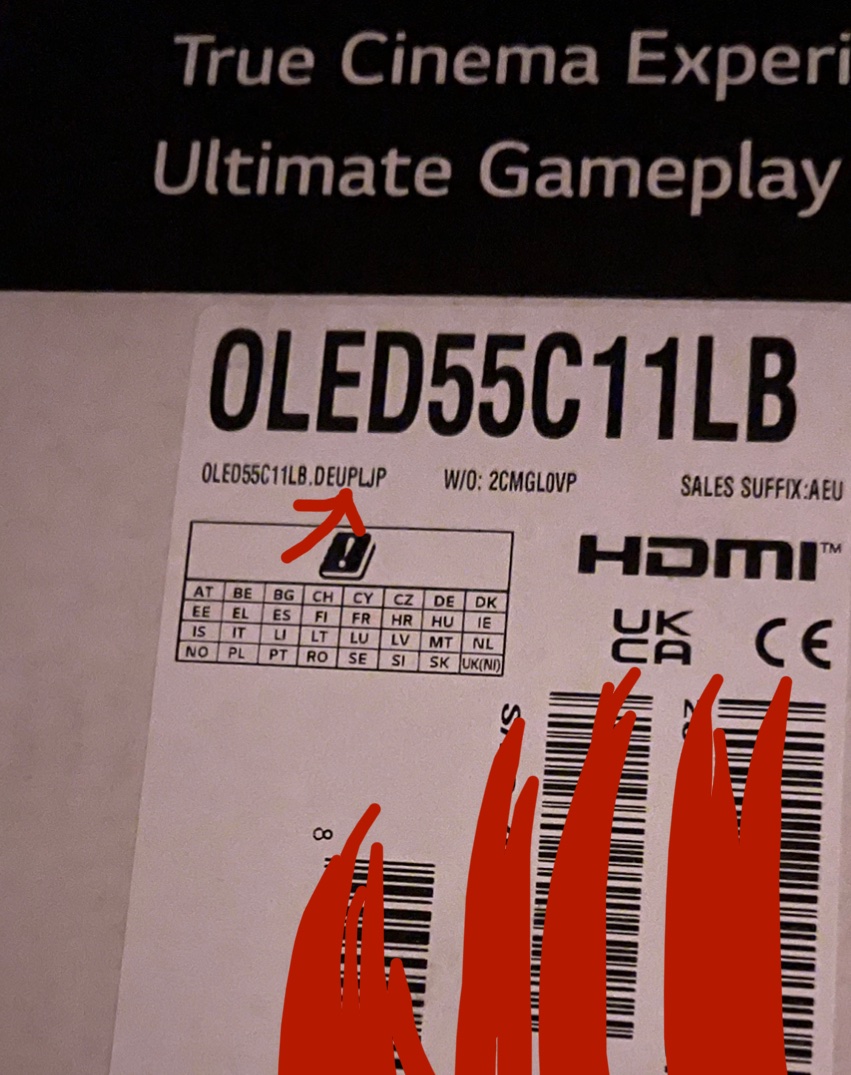 True Cinema Experi
Ultimate Gameplay
OLED55C11LB
OLED55C11LB.DEUPLJP W/O: 2CMGL0VP SALES SUFFIX:AEU
HDMI™
AT BE BG CH CY CZ DE DK
EE EL ES FI FR HR HU IE
IS IT LI LT LU LV MT NL
NO PL PT RO SE SI SK UK(NI)
UK
CA
CE
8